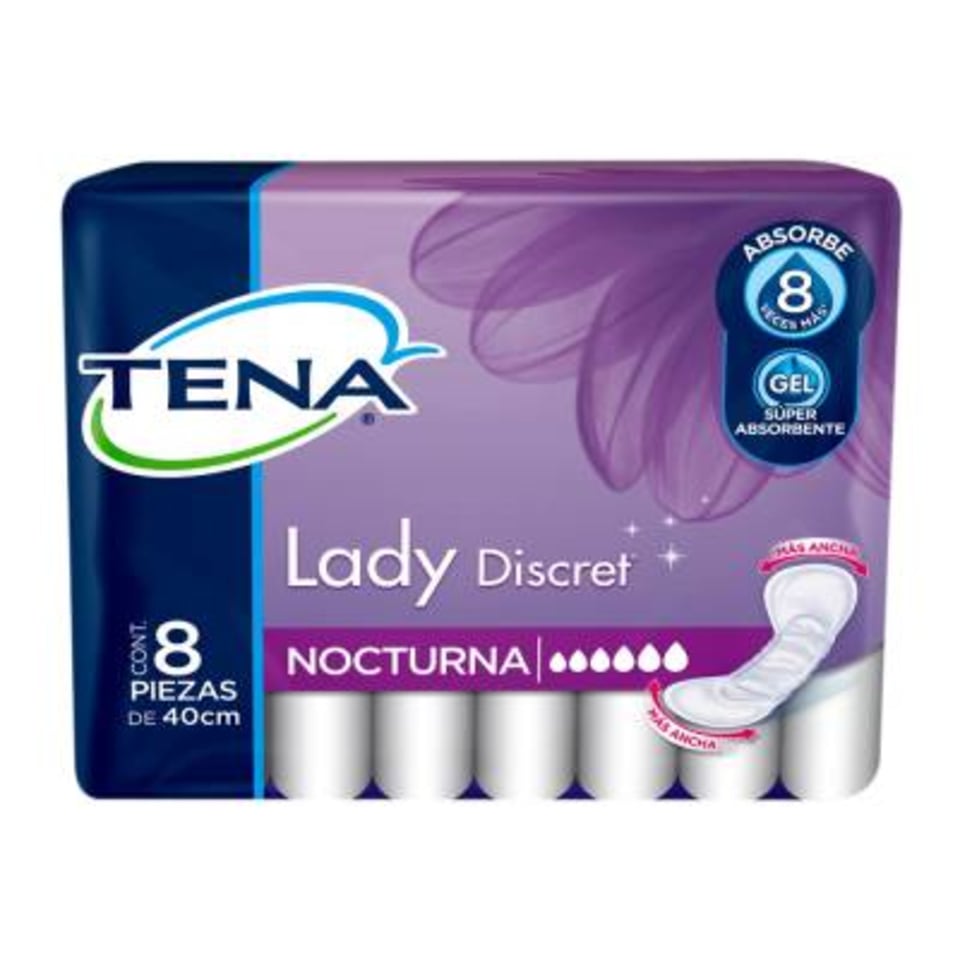 ABSORBE
8
VECES MÁS*
TENA®
GEL
SÚPER
ABSORBENTE
Lady Discret
MÁS ANCHA
CONT. 8
PIEZAS
DE 40cm
NOCTURNA
MÁS ANCHA